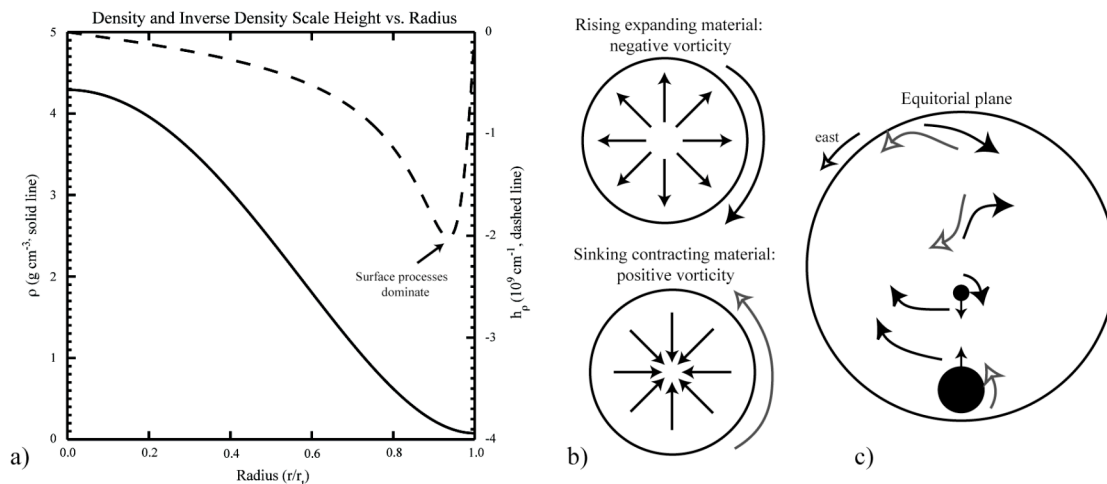 Density and Inverse Density Scale Height vs. Radius
5
4
3
2
1
0
ρ (g cm⁻³, solid line)
0
-1
-2
-3
-4
hρ (10⁹ cm⁻¹, dashed line)
Surface processes
dominate
0.0 0.2 0.4 0.6 0.8 1.0
Radius (r/rₜ)
a)
Rising expanding material:
negative vorticity
Sinking contracting material:
positive vorticity
b)
Equitorial plane
east
c)